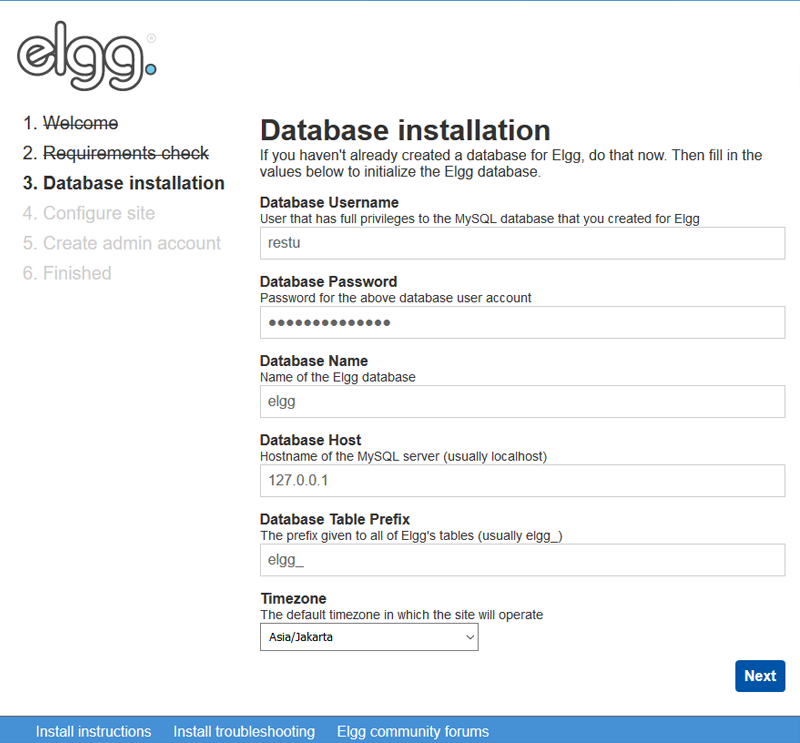 elgg.®
1. Welcome
2. Requirements check
3. Database installation
4. Configure site
5. Create admin account
6. Finished
Database installation
If you haven't already created a database for Elgg, do that now. Then fill in the
values below to initialize the Elgg database.
Database Username
User that has full privileges to the MySQL database that you created for Elgg
restu
Database Password
Password for the above database user account
●●●●●●●●●●●●●●
Database Name
Name of the Elgg database
elgg
Database Host
Hostname of the MySQL server (usually localhost)
127.0.0.1
Database Table Prefix
The prefix given to all of Elgg's tables (usually elgg_)
elgg_
Timezone
The default timezone in which the site will operate
Asia/Jakarta
Next
Install instructions Install troubleshooting Elgg community forums